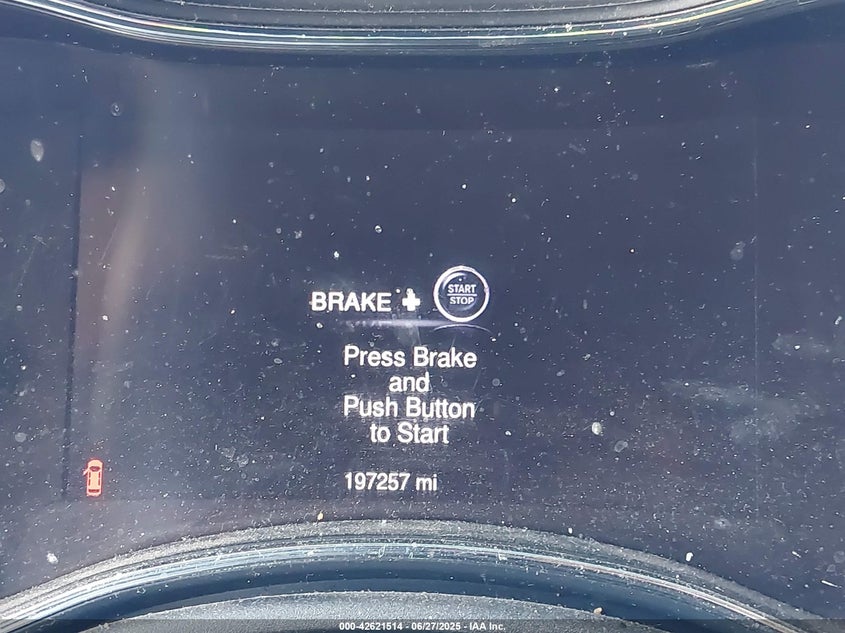 BRAKE + START
STOP
Press Brake
and
Push Button
to Start
197257 mi
000-42621514 / 06/27/2025 - IAA Inc.